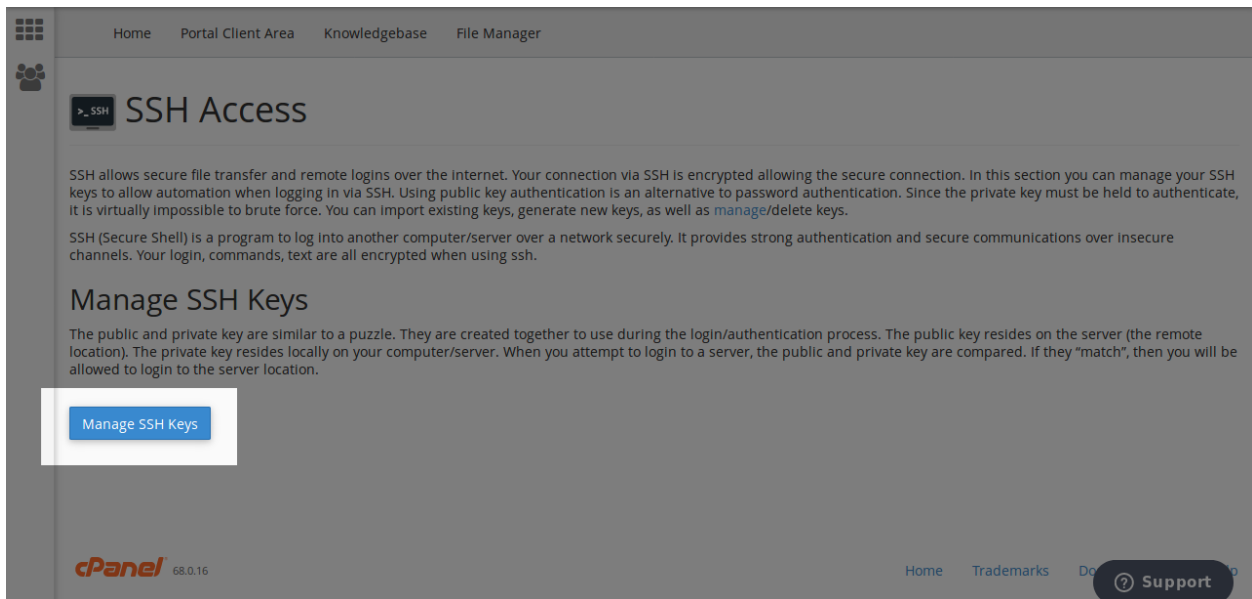 Home Portal Client Area Knowledgebase File Manager
>_SSH SSH Access
SSH allows secure file transfer and remote logins over the internet. Your connection via SSH is encrypted allowing the secure connection. In this section you can manage your SSH
keys to allow automation when logging in via SSH. Using public key authentication is an alternative to password authentication. Since the private key must be held to authenticate,
it is virtually impossible to brute force. You can import existing keys, generate new keys, as well as manage/delete keys.
SSH (Secure Shell) is a program to log into another computer/server over a network securely. It provides strong authentication and secure communications over insecure
channels. Your login, commands, text are all encrypted when using ssh.
Manage SSH Keys
The public and private key are similar to a puzzle. They are created together to use during the login/authentication process. The public key resides on the server (the remote
location). The private key resides locally on your computer/server. When you attempt to login to a server, the public and private key are compared. If they “match”, then you will be
allowed to login to the server location.
Manage SSH Keys
cPanel 68.0.16
Home Trademarks
Support